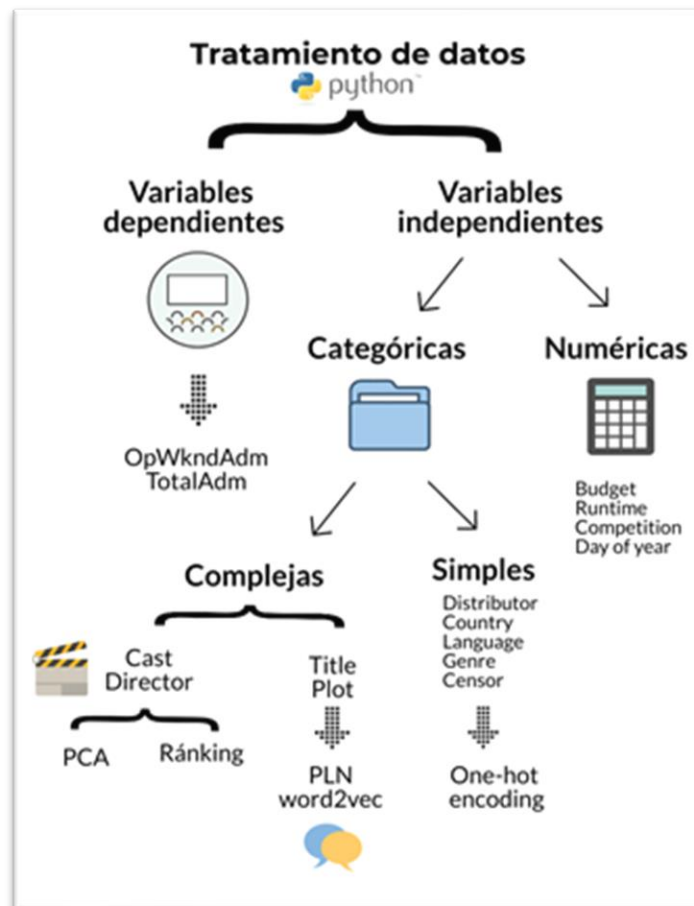 Tratamiento de datos
python™
Variables
dependientes
Variables
independientes
Categóricas
Numéricas
OpWkndAdm
TotalAdm
Budget
Runtime
Competition
Day of year
Complejas
Simples
Distributor
Country
Language
Genre
Censor
Cast
Director
Title
Plot
PCA
Ránking
PLN
word2vec
One-hot
encoding